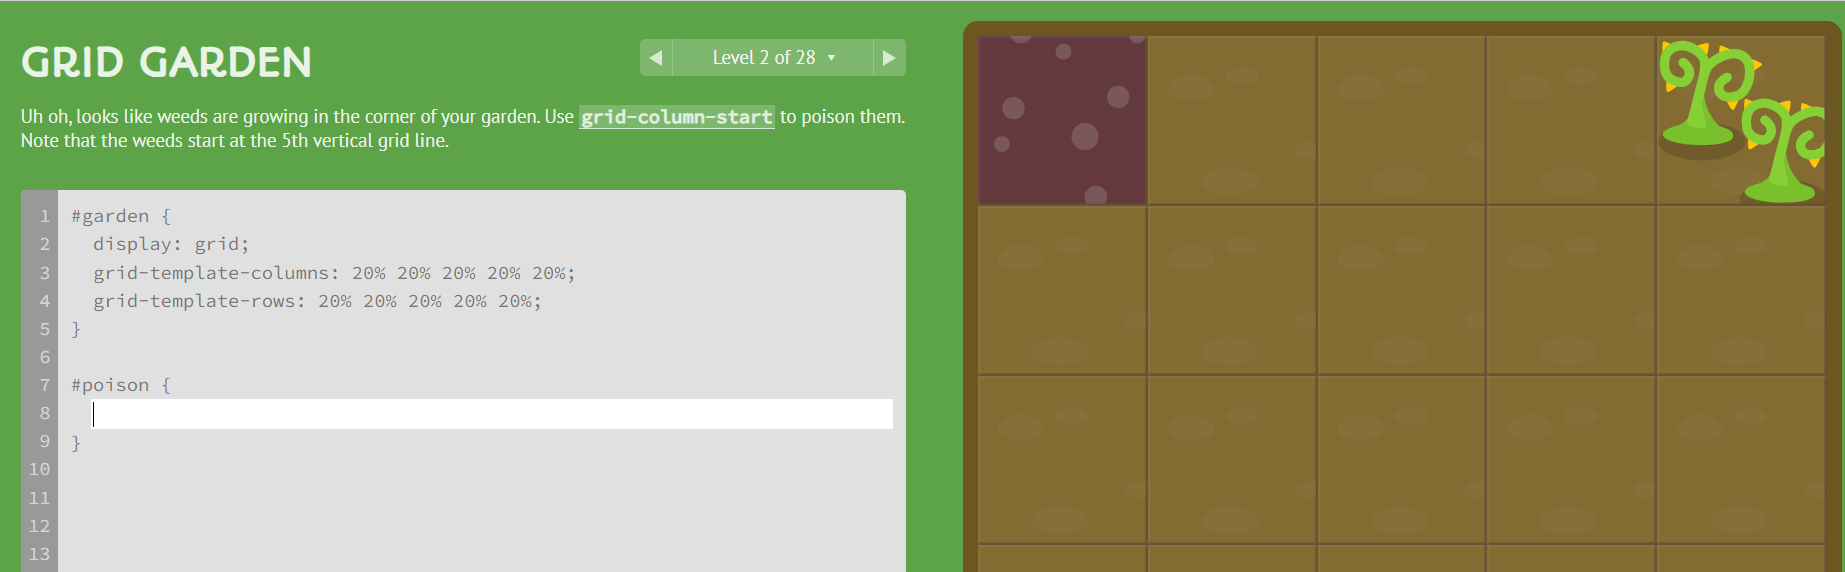 GRID GARDEN
◀ Level 2 of 28 ▼ ▶
Uh oh, looks like weeds are growing in the corner of your garden. Use grid-column-start to poison them.
Note that the weeds start at the 5th vertical grid line.
1 #garden {
2   display: grid;
3   grid-template-columns: 20% 20% 20% 20% 20%;
4   grid-template-rows: 20% 20% 20% 20% 20%;
5 }
6
7 #poison {
8
9 }
10
11
12
13